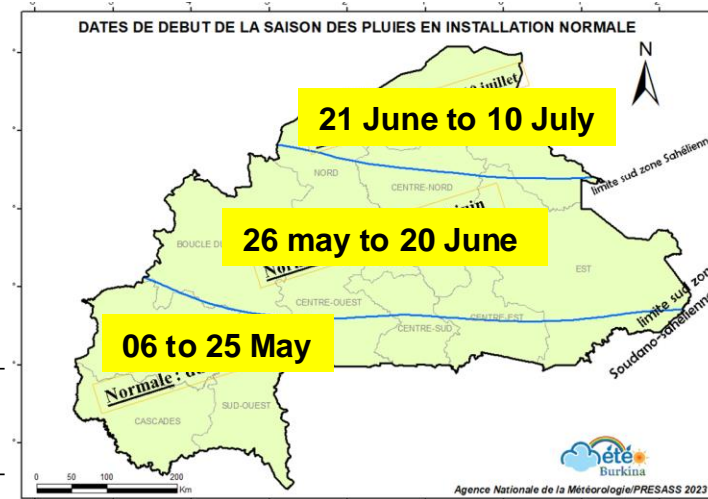 DATES DE DEBUT DE LA SAISON DES PLUIES EN INSTALLATION NORMALE
N
juillet
21 June to 10 July
limite sud zone Sahélienne
NORD
CENTRE-NORD
BOUCLE DU
26 may to 20 June
EST
CENTRE-OUEST
CENTRE-EST
CENTRE-SUD
limite sud zone
Soudano-sahélienne
06 to 25 May
Normale : du
SUD-OUEST
CASCADES
0 50 100 200
Km
Météo
Burkina
Agence Nationale de la Météorologie/PRESASS 2023